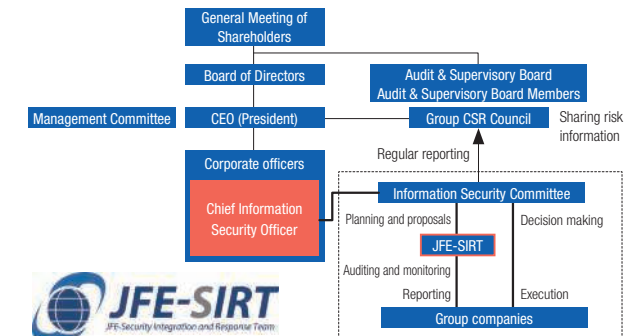 General Meeting of
Shareholders
Board of Directors
Audit & Supervisory Board
Audit & Supervisory Board Members
Management Committee
CEO (President)
Group CSR Council
Sharing risk
information
Regular reporting
Corporate officers
Chief Information
Security Officer
Information Security Committee
Planning and proposals
Decision making
JFE-SIRT
Auditing and monitoring
Reporting
Execution
Group companies
JFE-SIRT
JFE-Security Integration and Response Team